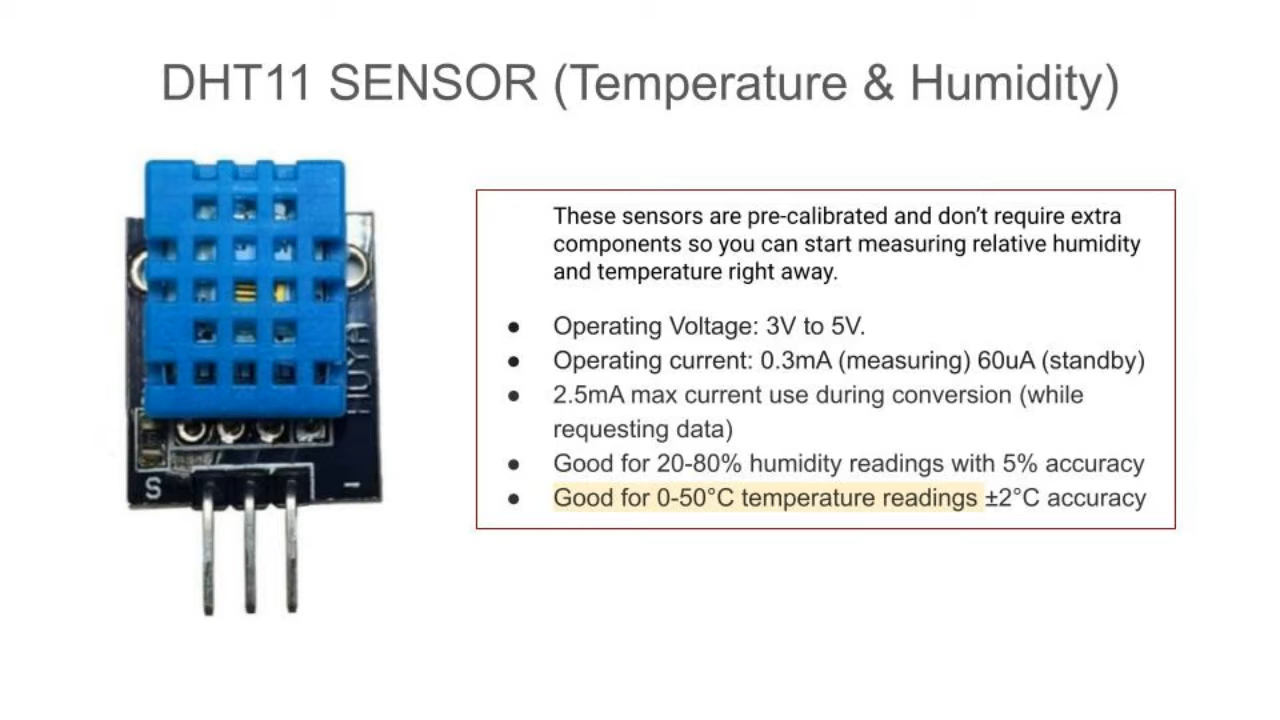 DHT11 SENSOR (Temperature & Humidity)
These sensors are pre-calibrated and don’t require extra
components so you can start measuring relative humidity
and temperature right away.
● Operating Voltage: 3V to 5V.
● Operating current: 0.3mA (measuring) 60uA (standby)
● 2.5mA max current use during conversion (while
requesting data)
● Good for 20-80% humidity readings with 5% accuracy
● Good for 0-50°C temperature readings ±2°C accuracy
S -